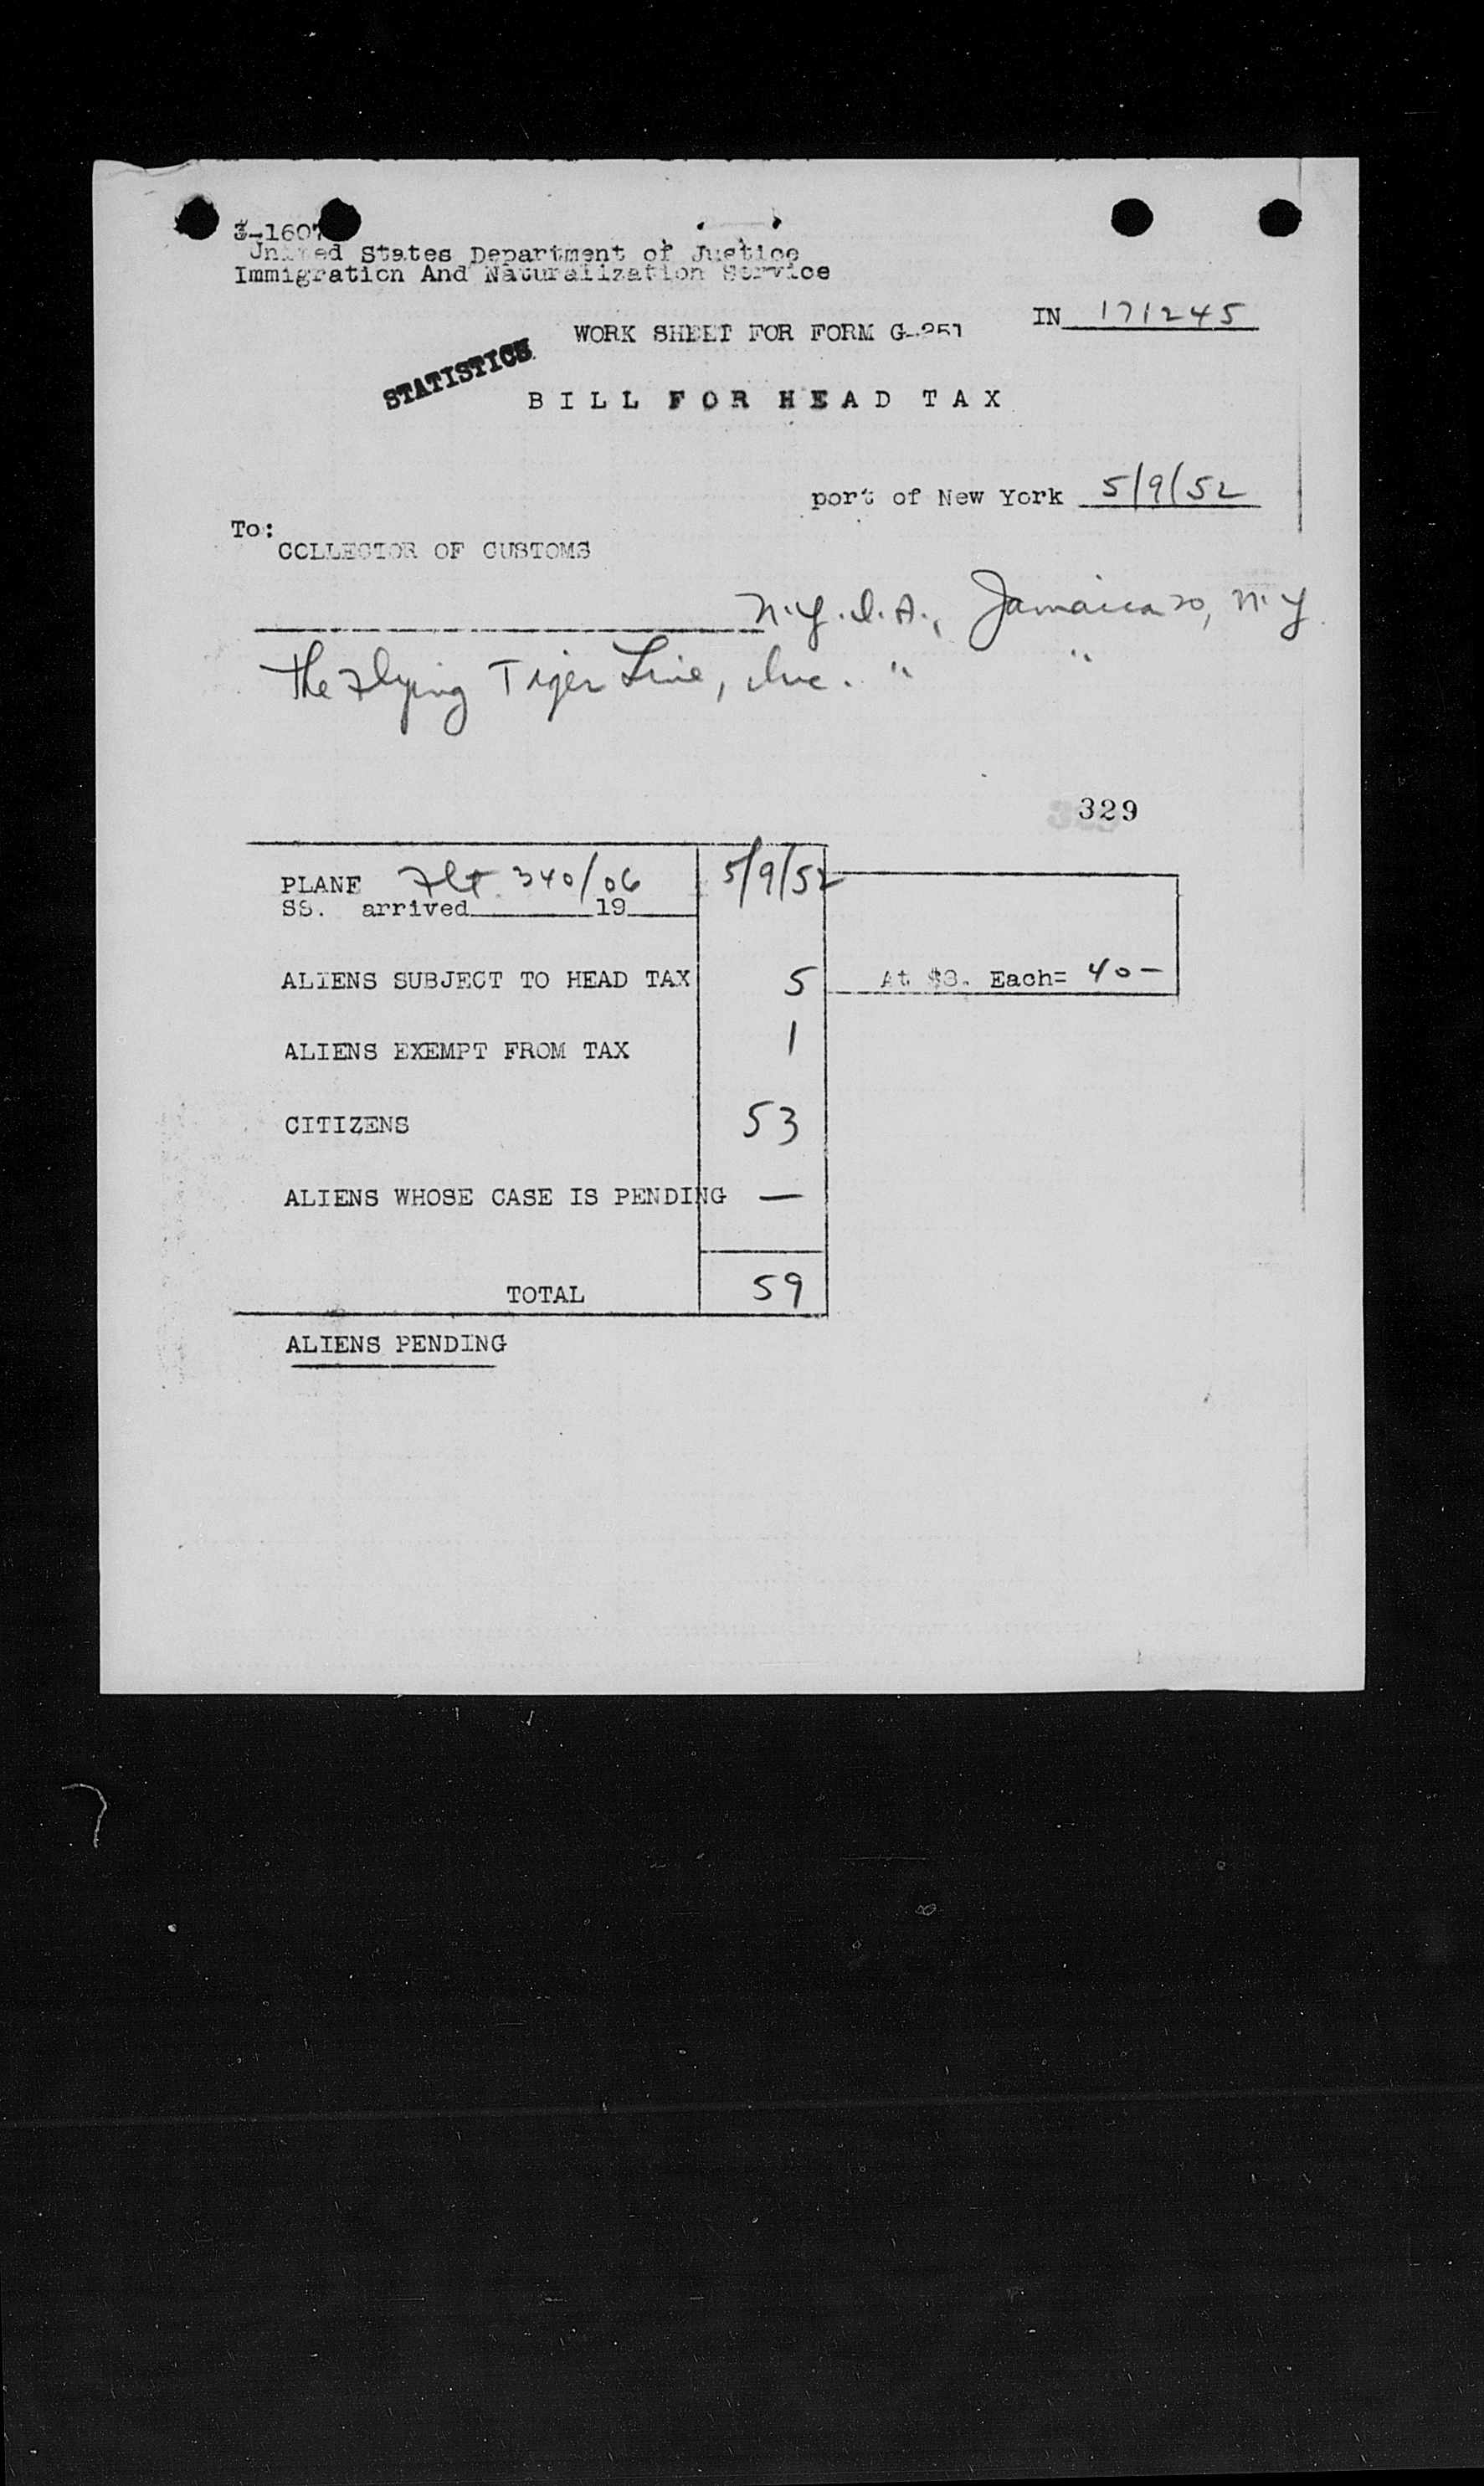 3-1607
United States Department of Justice
Immigration And Naturalization Service
IN 171245
WORK SHEET FOR FORM G-251
STATISTICS
BILL FOR HEAD TAX
port of New York 5/9/52
To:
COLLECTOR OF CUSTOMS
N.Y.I.A., Jamaica 30, N.Y.
The Flying Tiger Line, Inc. " "
329
PLANE Flt 340/06 5/9/52
SS. arrived 19
ALIENS SUBJECT TO HEAD TAX 5 At $8. Each= 40-
ALIENS EXEMPT FROM TAX 1
CITIZENS 53
ALIENS WHOSE CASE IS PENDING —
TOTAL 59
ALIENS PENDING